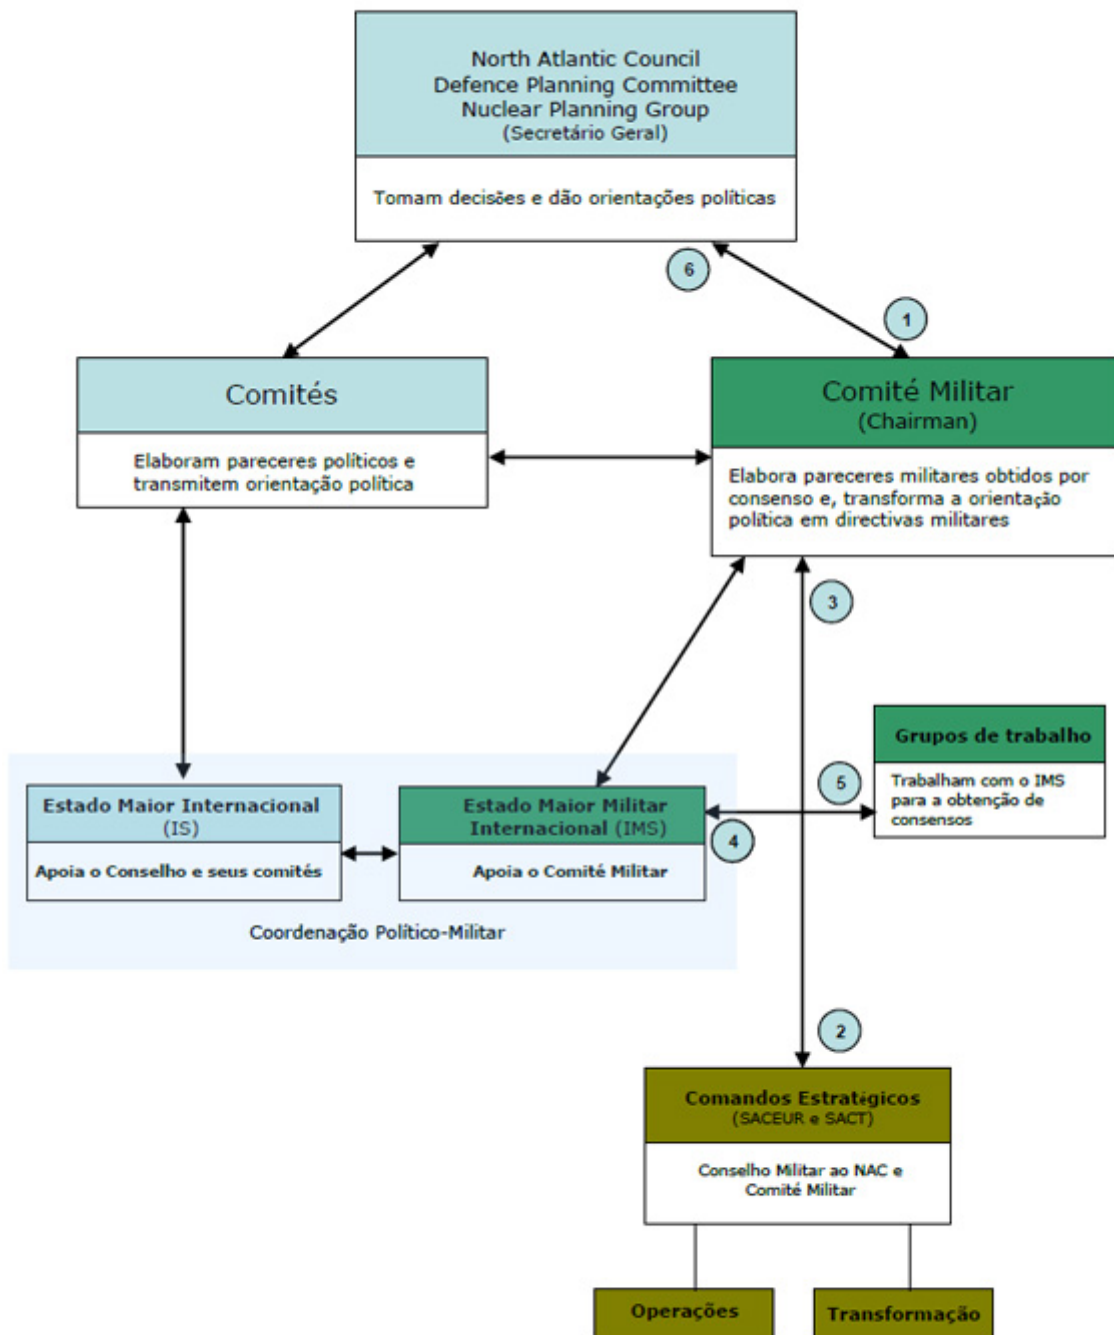 North Atlantic Council
Defence Planning Committee
Nuclear Planning Group
(Secretário Geral)
Tomam decisões e dão orientações políticas
6
1
Comités
Elaboram pareceres políticos e
transmitem orientação política
Comité Militar
(Chairman)
Elabora pareceres militares obtidos por
consenso e, transforma a orientação
política em directivas militares
3
Grupos de trabalho
Trabalham com o IMS
para a obtenção de
consensos
5
4
Estado Maior Internacional
(IS)
Apoia o Conselho e seus comités
Estado Maior Militar
Internacional (IMS)
Apoia o Comité Militar
Coordenação Político-Militar
2
Comandos Estratégicos
(SACEUR e SACT)
Conselho Militar ao NAC e
Comité Militar
Operações
Transformação